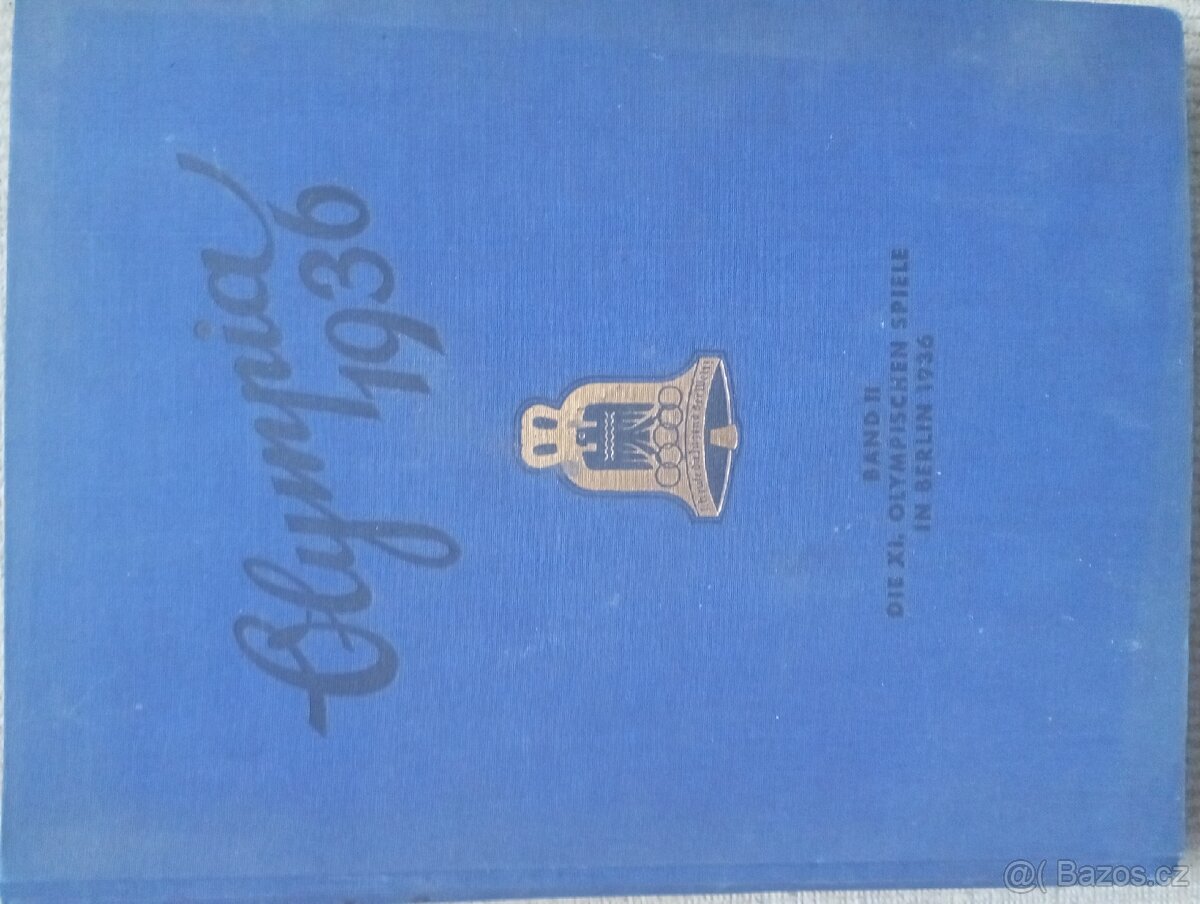 Olympia
1936
BAND II
DIE XI. OLYMPISCHEN SPIELE
IN BERLIN 1936
@( Bazos.cz